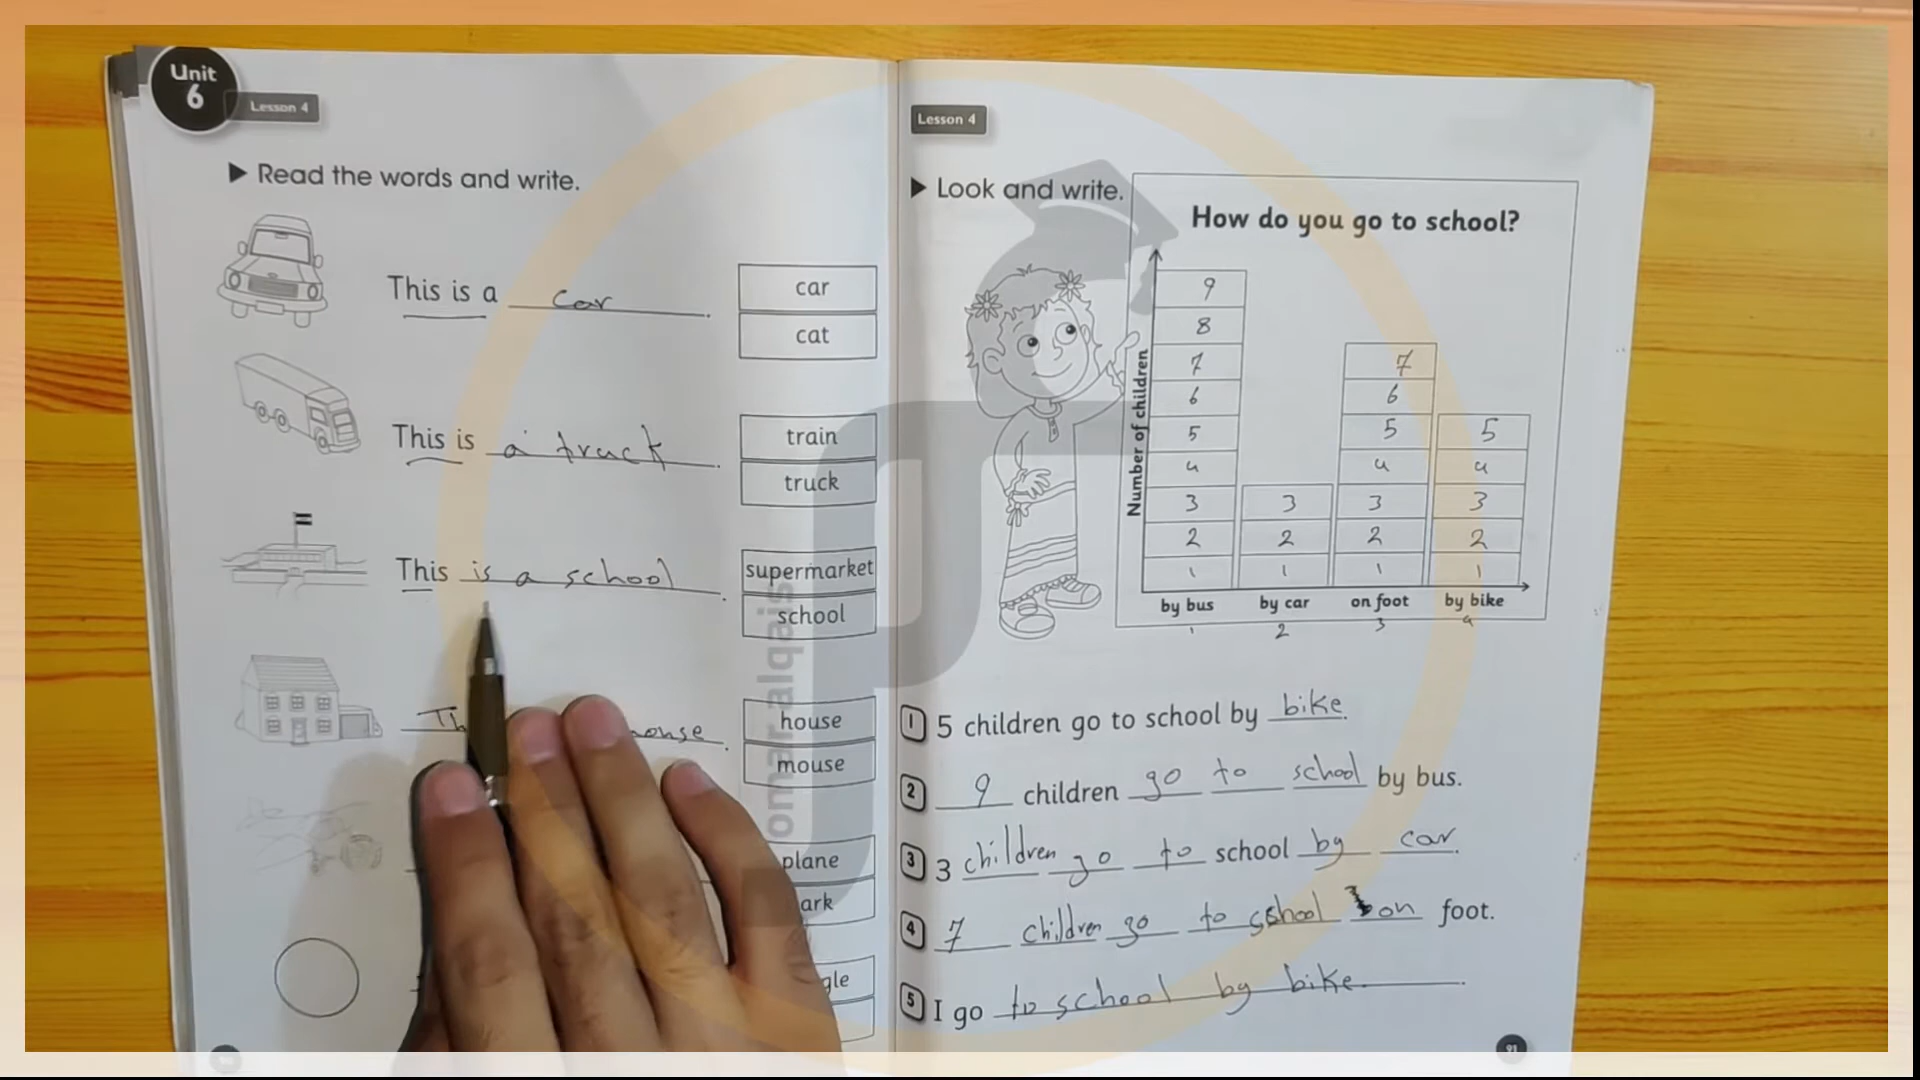 Unit
6
Lesson 4
Read the words and write.
This is a car.
car
cat
This is a truck.
train
truck
This is a school.
supermarket
school
house.
house
mouse
plane
Lesson 4
Look and write.
How do you go to school?
Number of children
9
8
7 7
6 6
5 5 5
4 4 4
3 3 3 3
2 2 2 2
1 1 1 1
by bus by car on foot by bike
1 2 3 4
1 5 children go to school by bike.
2 9 children go to school by bus.
3 3 children go to school by car.
4 7 children go to school on foot.
5 I go to school by bike.
91
omar alqais